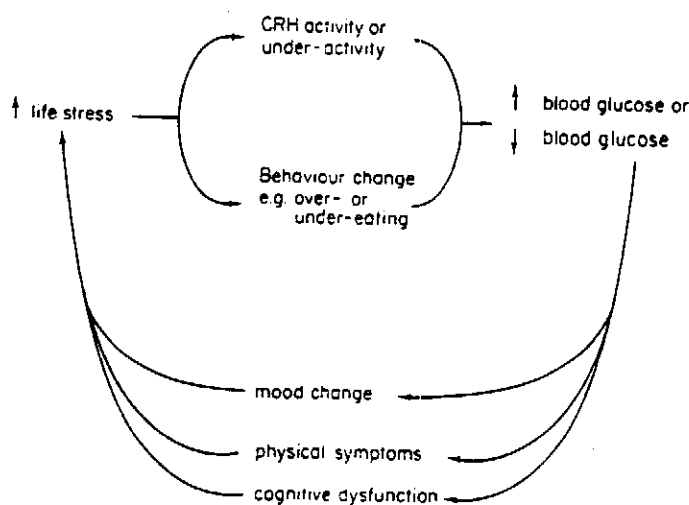 CRH activity or
under-activity
↑ life stress
↑ blood glucose or
↓ blood glucose
Behaviour change
e.g. over- or
under-eating
mood change
physical symptoms
cognitive dysfunction